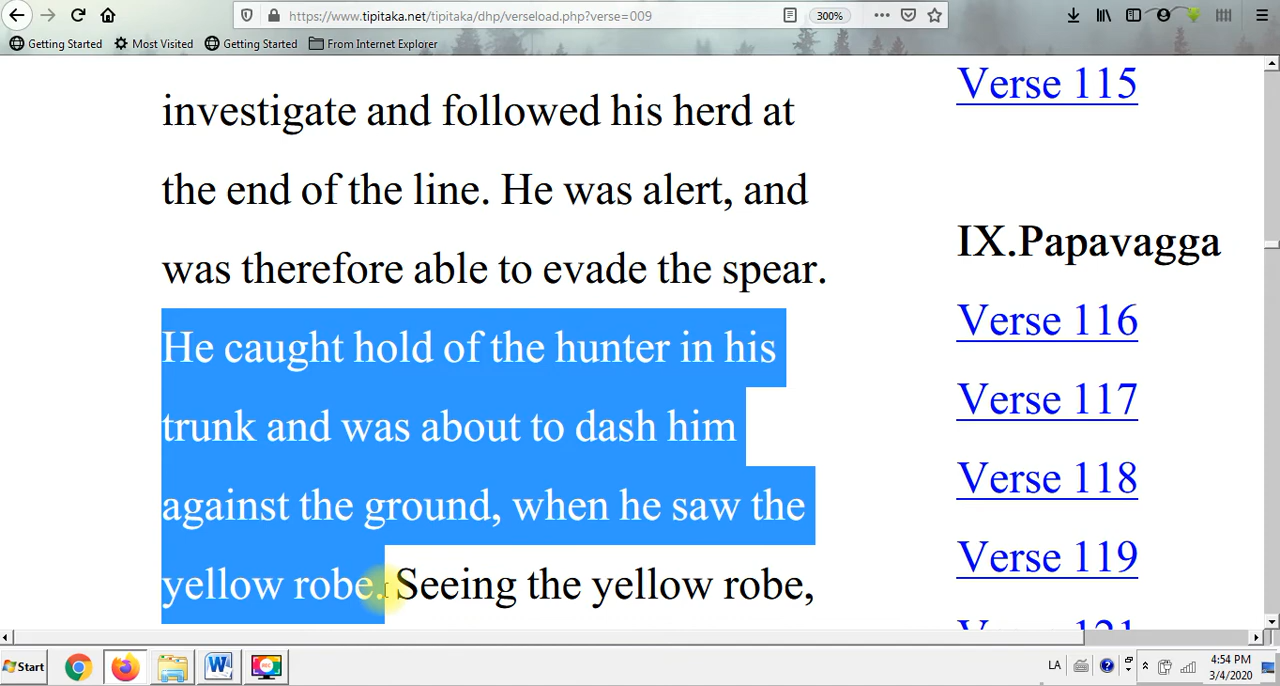 https://www.tipitaka.net/tipitaka/dhp/verseload.php?verse=009
300%
Getting Started
Most Visited
Getting Started
From Internet Explorer
investigate and followed his herd at
the end of the line. He was alert, and
was therefore able to evade the spear.
He caught hold of the hunter in his
trunk and was about to dash him
against the ground, when he saw the
yellow robe. Seeing the yellow robe,
Verse 115
IX.Papavagga
Verse 116
Verse 117
Verse 118
Verse 119
Verse 121
Start
LA
4:54 PM
3/4/2020